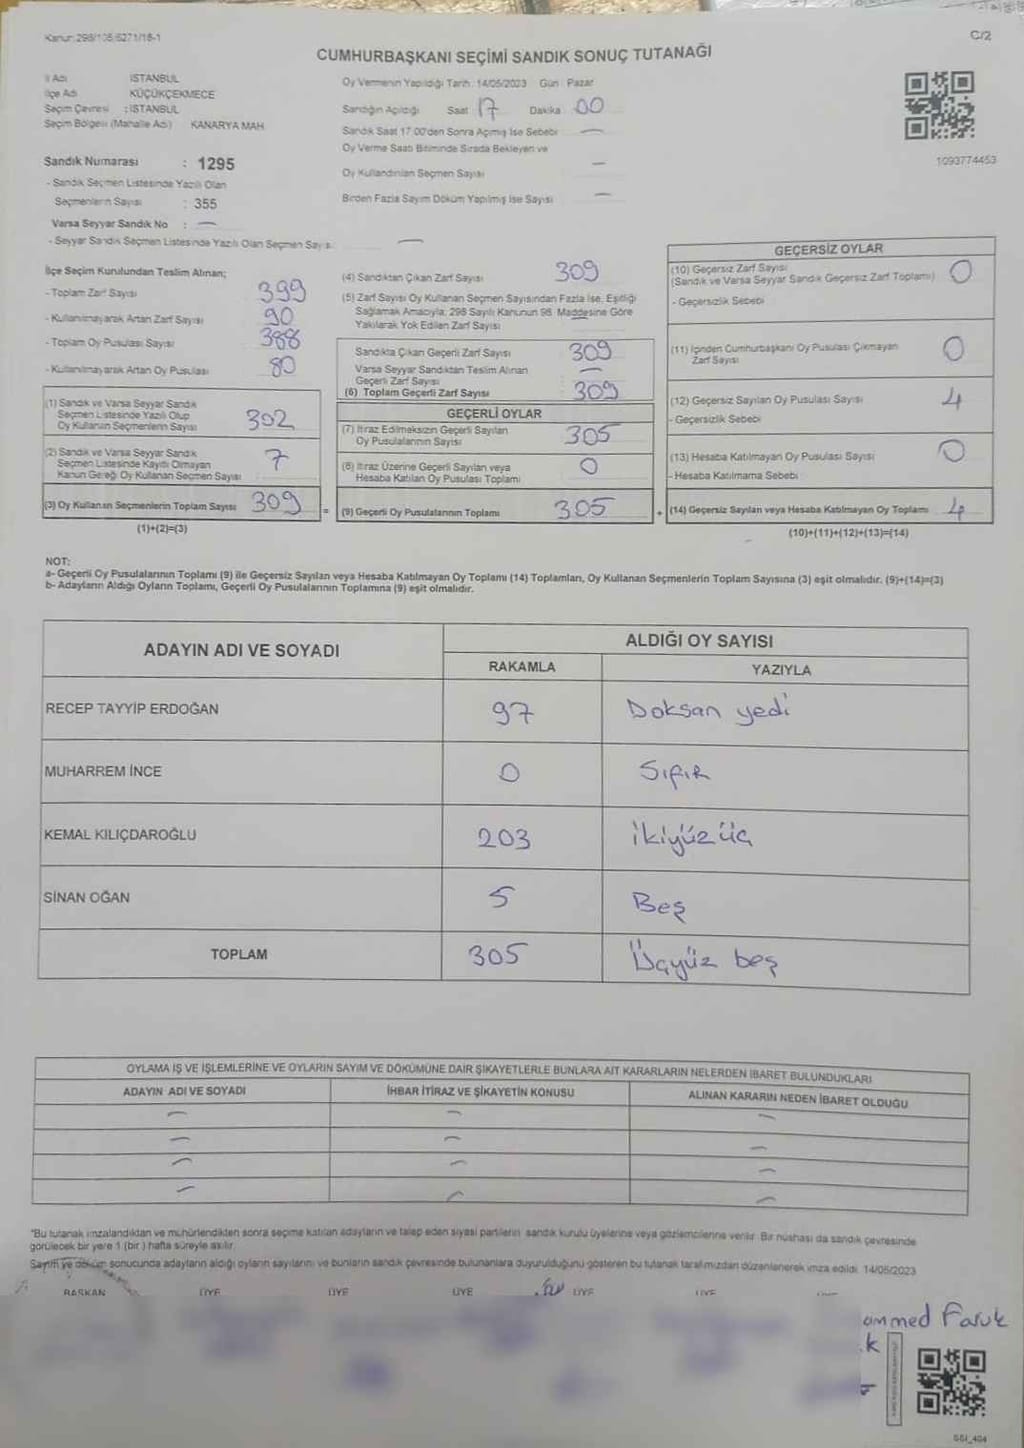 Kanun: 298/135,6271/16-1
C/2
CUMHURBAŞKANI SEÇİMİ SANDIK SONUÇ TUTANAĞI
İl Adı İSTANBUL
İlçe Adı KÜÇÜKÇEKMECE
Seçim Çevresi : İSTANBUL
Seçim Bölgesi (Mahalle Adı) KANARYA MAH.
Sandık Numarası : 1295
- Sandık Seçmen Listesinde Yazılı Olan
Seçmenlerin Sayısı : 355
Varsa Seyyar Sandık No : —
- Seyyar Sandık Seçmen Listesinde Yazılı Olan Seçmen Sayısı —
Oy Vermenin Yapıldığı Tarih: 14/05/2023 Gün: Pazar
Sandığın Açıldığı Saat 17 Dakika 00
Sandık Saat 17.00'den Sonra Açılmış İse Sebebi —
Oy Verme Saati Bitiminde Sırada Bekleyen ve
Oy Kullandırılan Seçmen Sayısı —
Birden Fazla Sayım Döküm Yapılmış İse Sayısı —
1093774453
İlçe Seçim Kurulundan Teslim Alınan;
- Toplam Zarf Sayısı 399
- Kullanılmayarak Artan Zarf Sayısı 90
- Toplam Oy Pusulası Sayısı 388
- Kullanılmayarak Artan Oy Pusulası 80
(1) Sandık ve Varsa Seyyar Sandık
Seçmen Listesinde Yazılı Olup
Oy Kullanan Seçmenlerin Sayısı 302
(2) Sandık ve Varsa Seyyar Sandık
Seçmen Listesinde Kaydı Olmayan
Kanun Gereği Oy Kullanan Seçmen Sayısı 7
(3) Oy Kullanan Seçmenlerin Toplam Sayısı 309 =
(1)+(2)=(3)
(4) Sandıktan Çıkan Zarf Sayısı 309
(5) Zarf Sayısı Oy Kullanan Seçmen Sayısından Fazla İse, Eşitliği
Sağlamak Amacıyla; 298 Sayılı Kanunun 98. Maddesine Göre
Yakılarak Yok Edilen Zarf Sayısı
Sandıkta Çıkan Geçerli Zarf Sayısı 309
Varsa Seyyar Sandıktan Teslim Alınan
Geçerli Zarf Sayısı —
(6) Toplam Geçerli Zarf Sayısı 309
GEÇERLİ OYLAR
(7) İtiraz Edilmeksizin Geçerli Sayılan
Oy Pusulalarının Sayısı 305
(8) İtiraz Üzerine Geçerli Sayılan veya
Hesaba Katılan Oy Pusulası Toplamı 0
(9) Geçerli Oy Pusulalarının Toplamı 305 +
GEÇERSİZ OYLAR
(10) Geçersiz Zarf Sayısı
(Sandık ve Varsa Seyyar Sandık Geçersiz Zarf Toplamı) 0
- Geçersizlik Sebebi
(11) İçinden Cumhurbaşkanı Oy Pusulası Çıkmayan
Zarf Sayısı 0
(12) Geçersiz Sayılan Oy Pusulası Sayısı 4
- Geçersizlik Sebebi
(13) Hesaba Katılmayan Oy Pusulası Sayısı 0
- Hesaba Katılmama Sebebi
(14) Geçersiz Sayılan veya Hesaba Katılmayan Oy Toplamı 4
(10)+(11)+(12)+(13)=(14)
NOT:
a- Geçerli Oy Pusulalarının Toplamı (9) ile Geçersiz Sayılan veya Hesaba Katılmayan Oy Toplamı (14) Toplamları, Oy Kullanan Seçmenlerin Toplam Sayısına (3) eşit olmalıdır. (9)+(14)=(3)
b- Adayların Aldığı Oyların Toplamı, Geçerli Oy Pusulalarının Toplamına (9) eşit olmalıdır.
ADAYIN ADI VE SOYADI
ALDIĞI OY SAYISI
RAKAMLA YAZIYLA
RECEP TAYYİP ERDOĞAN 97 Doksan yedi
MUHARREM İNCE 0 Sıfır
KEMAL KILIÇDAROĞLU 203 ikiyüz üç
SİNAN OĞAN 5 Beş
TOPLAM 305 Üçyüz beş
OYLAMA İŞ VE İŞLEMLERİNE VE OYLARIN SAYIM VE DÖKÜMÜNE DAİR ŞİKAYETLERLE BUNLARA AİT KARARLARIN NELERDEN İBARET BULUNDUKLARI
ADAYIN ADI VE SOYADI İHBAR İTİRAZ VE ŞİKAYETİN KONUSU ALINAN KARARIN NEDEN İBARET OLDUĞU
— — —
— — —
— — —
— — —
"Bu tutanak imzalandıktan ve mühürlendikten sonra seçime katılan adayların ve talep eden siyasi partilerin sandık kurulu üyelerine veya gözlemcilerine verilir. Bir nüshası da sandık çevresinde
görülecek bir yere 1 (bir) hafta süreyle asılır.
Sayım ve döküm sonucunda adayların aldığı oyların sayılarını ve bunların sandık çevresinde bulunanlara duyurulduğunu gösteren bu tutanak tarafımızdan düzenlenerek imza edildi. 14/05/2023
BAŞKAN ÜYE ÜYE ÜYE ÜYE ÜYE
ammed Faruk
k